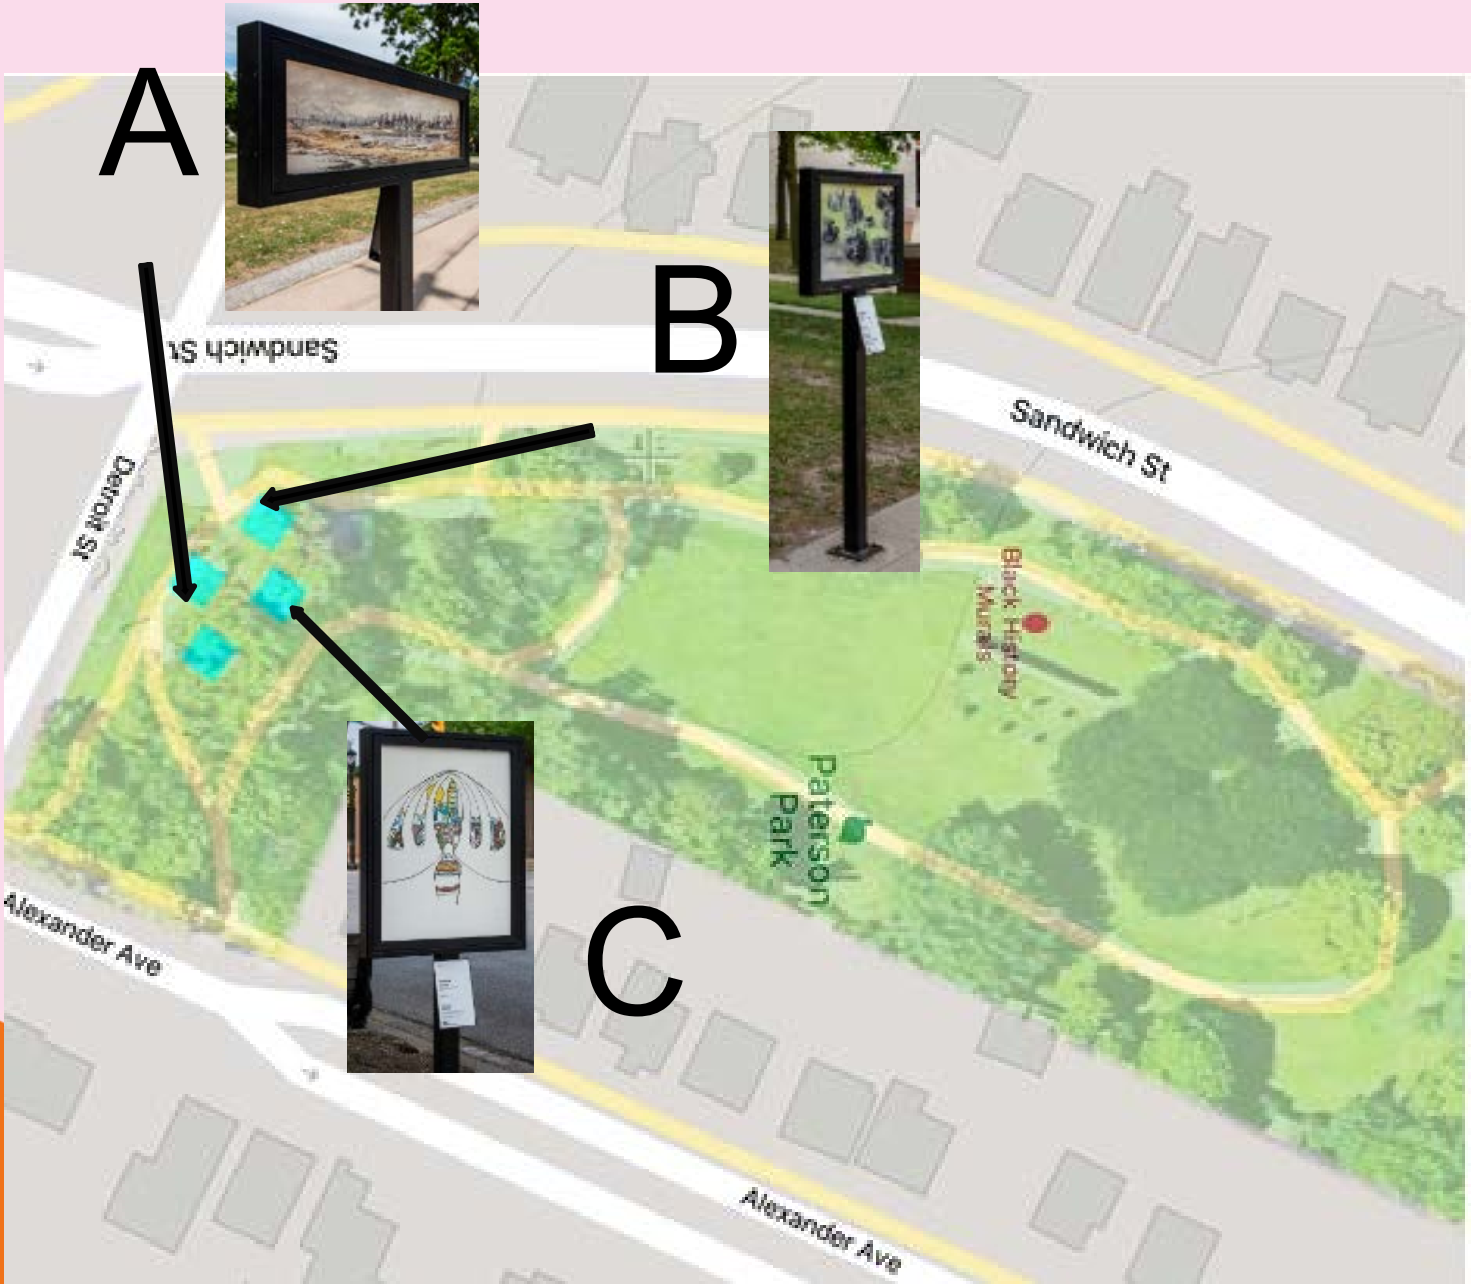 A
B
Sandwich St
Sandwich St
Detroit St
Black History
Murals
Paterson
Park
C
Alexander Ave
Alexander Ave